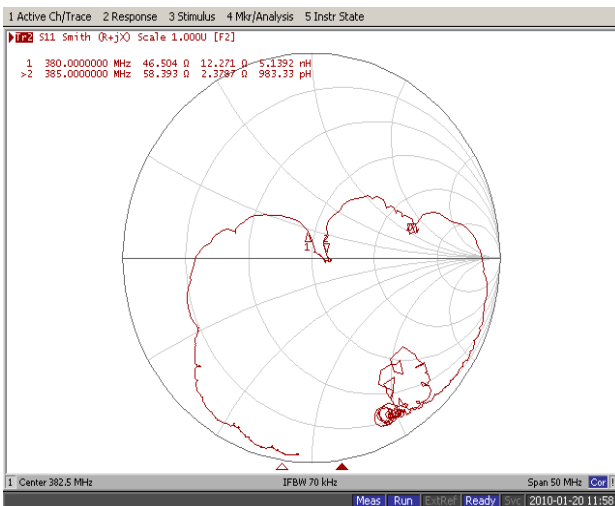 1 Active Ch/Trace 2 Response 3 Stimulus 4 Mkr/Analysis 5 Instr State
Tr2 S11 Smith (R+jX) Scale 1.000U [F2]
1 380.0000000 MHz 46.504 Ω 12.271 Ω 5.1392 nH
>2 385.0000000 MHz 58.393 Ω 2.3787 Ω 983.33 pH
1
1 Center 382.5 MHz IFBW 70 kHz Span 50 MHz Cor !
Meas Run ExtRef Ready Svc 2010-01-20 11:58